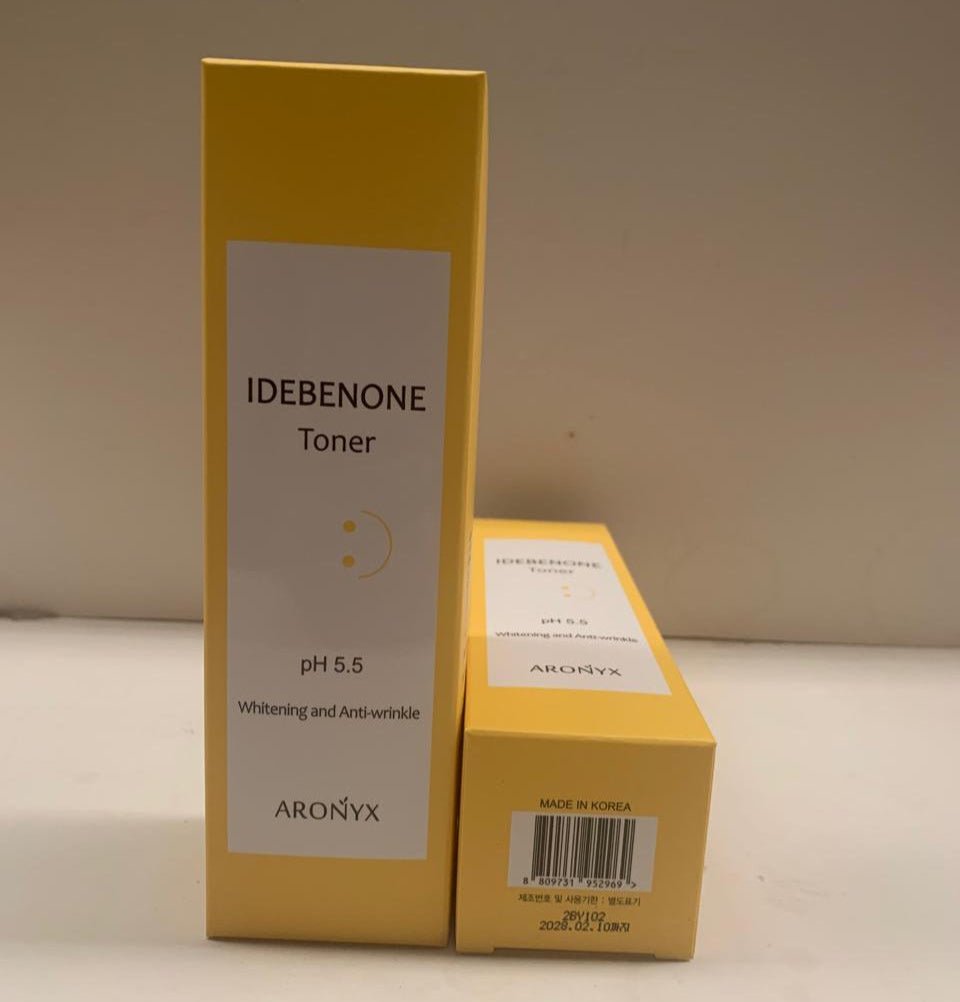 IDEBENONE
Toner
pH 5.5
Whitening and Anti-wrinkle
ARONYX
IDEBENONE
Toner
pH 5.5
Whitening and Anti-wrinkle
ARONYX
MADE IN KOREA
8 809731 952969 >
제조번호 및 사용기한 : 별도표기
2BY102
2028.02.10까지